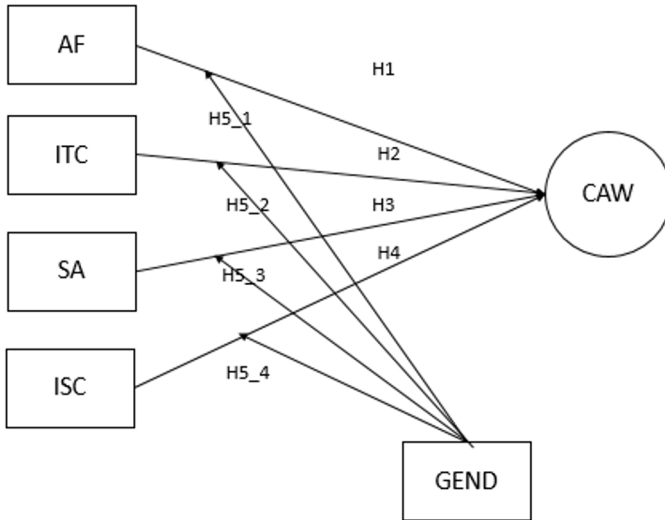 AF
H1
H5_1
ITC
H2
CAW
H5_2
H3
SA
H4
H5_3
H5_4
ISC
GEND